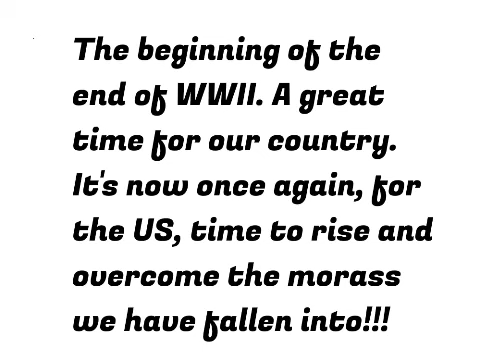 The beginning of the
end of WWII. A great
time for our country.
It's now once again, for
the US, time to rise and
overcome the morass
we have fallen into!!!